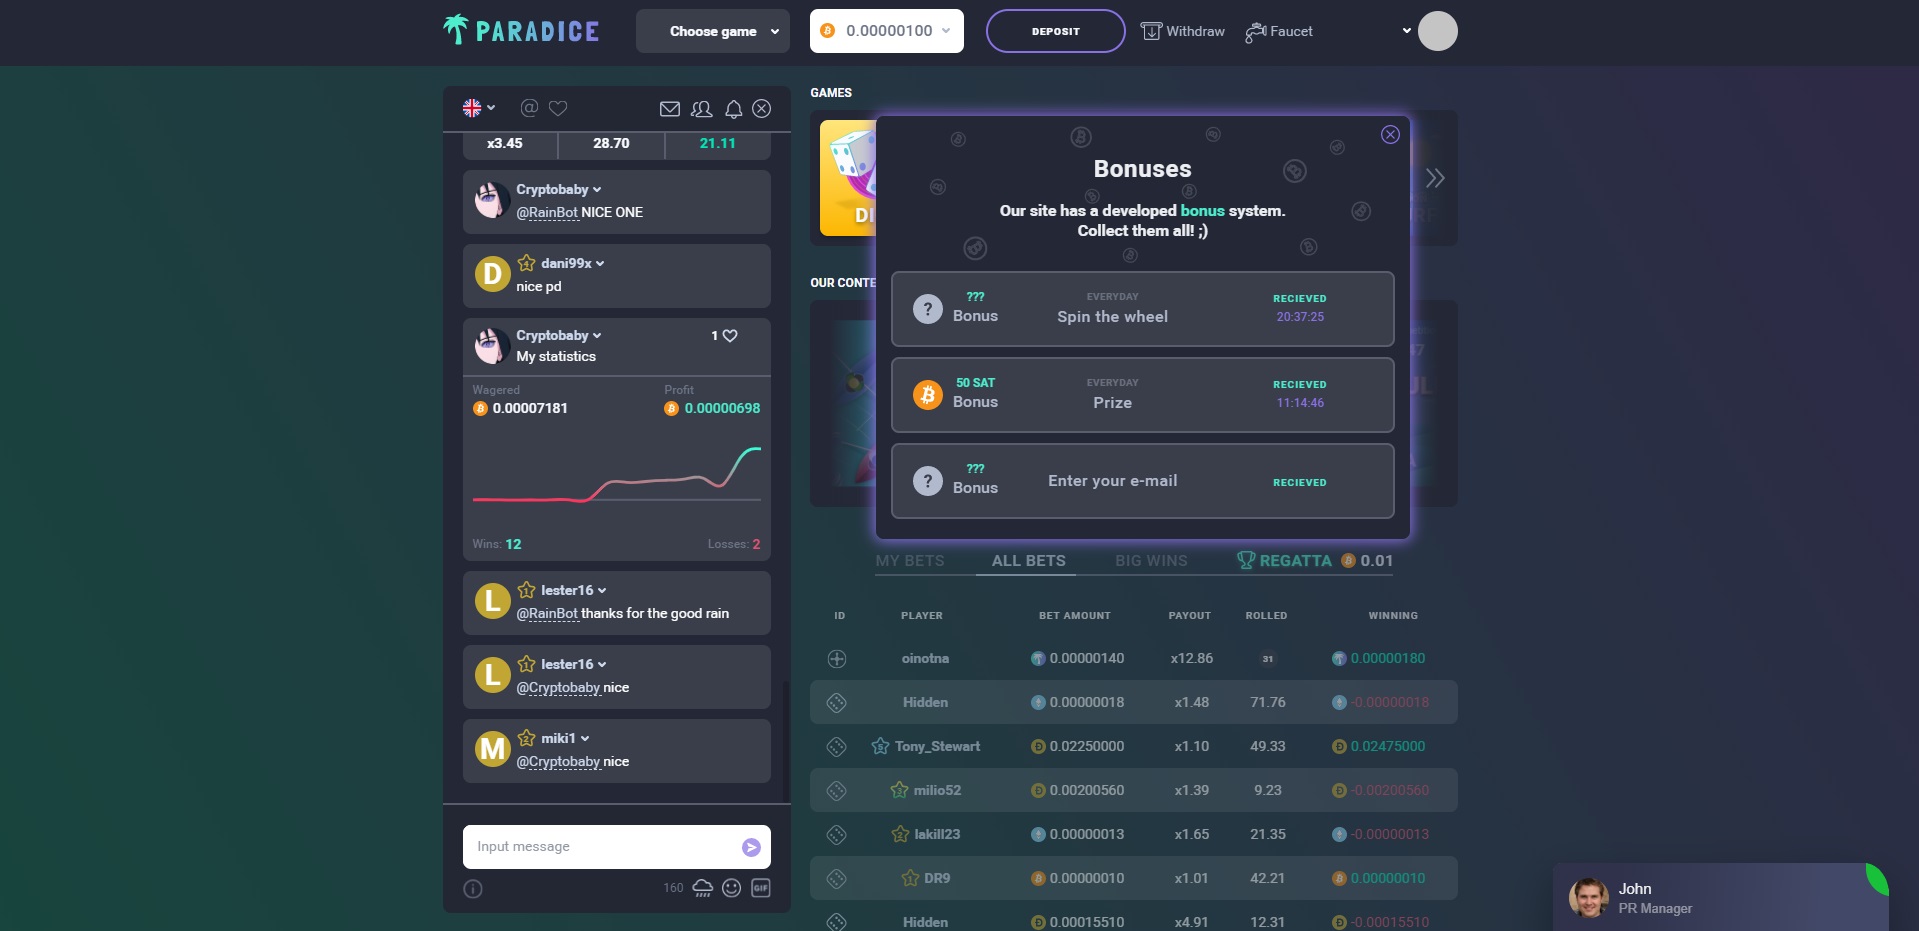 PARADICE
Choose game
0.00000100
DEPOSIT
Withdraw
Faucet
x3.45 28.70 21.11
Cryptobaby
@RainBot NICE ONE
D
4 dani99x
nice pd
Cryptobaby 1
My statistics
Wagered Profit
0.00007181 0.00000698
Wins: 12 Losses: 2
L
1 lester16
@RainBot thanks for the good rain
L
1 lester16
@Cryptobaby nice
M
2 miki1
@Cryptobaby nice
Input message
160 GIF
GAMES
DI
OUR CONTE
Bonuses
Our site has a developed bonus system.
Collect them all! ;)
? ??? Bonus
EVERYDAY
Spin the wheel
RECIEVED
20:37:25
50 SAT
Bonus
EVERYDAY
Prize
RECIEVED
11:14:46
? ??? Bonus
Enter your e-mail
RECIEVED
MY BETS ALL BETS BIG WINS REGATTA 0.01
ID PLAYER BET AMOUNT PAYOUT ROLLED WINNING
oinotna 0.00000140 x12.86 31 0.00000180
Hidden 0.00000018 x1.48 71.76 -0.00000018
Tony_Stewart 0.02250000 x1.10 49.33 0.02475000
milio52 0.00200560 x1.39 9.23 -0.00200560
2 lakill23 0.00000013 x1.65 21.35 -0.00000013
1 DR9 0.00000010 x1.01 42.21 0.00000010
Hidden 0.00015510 x4.91 12.31 -0.00015510
John
PR Manager